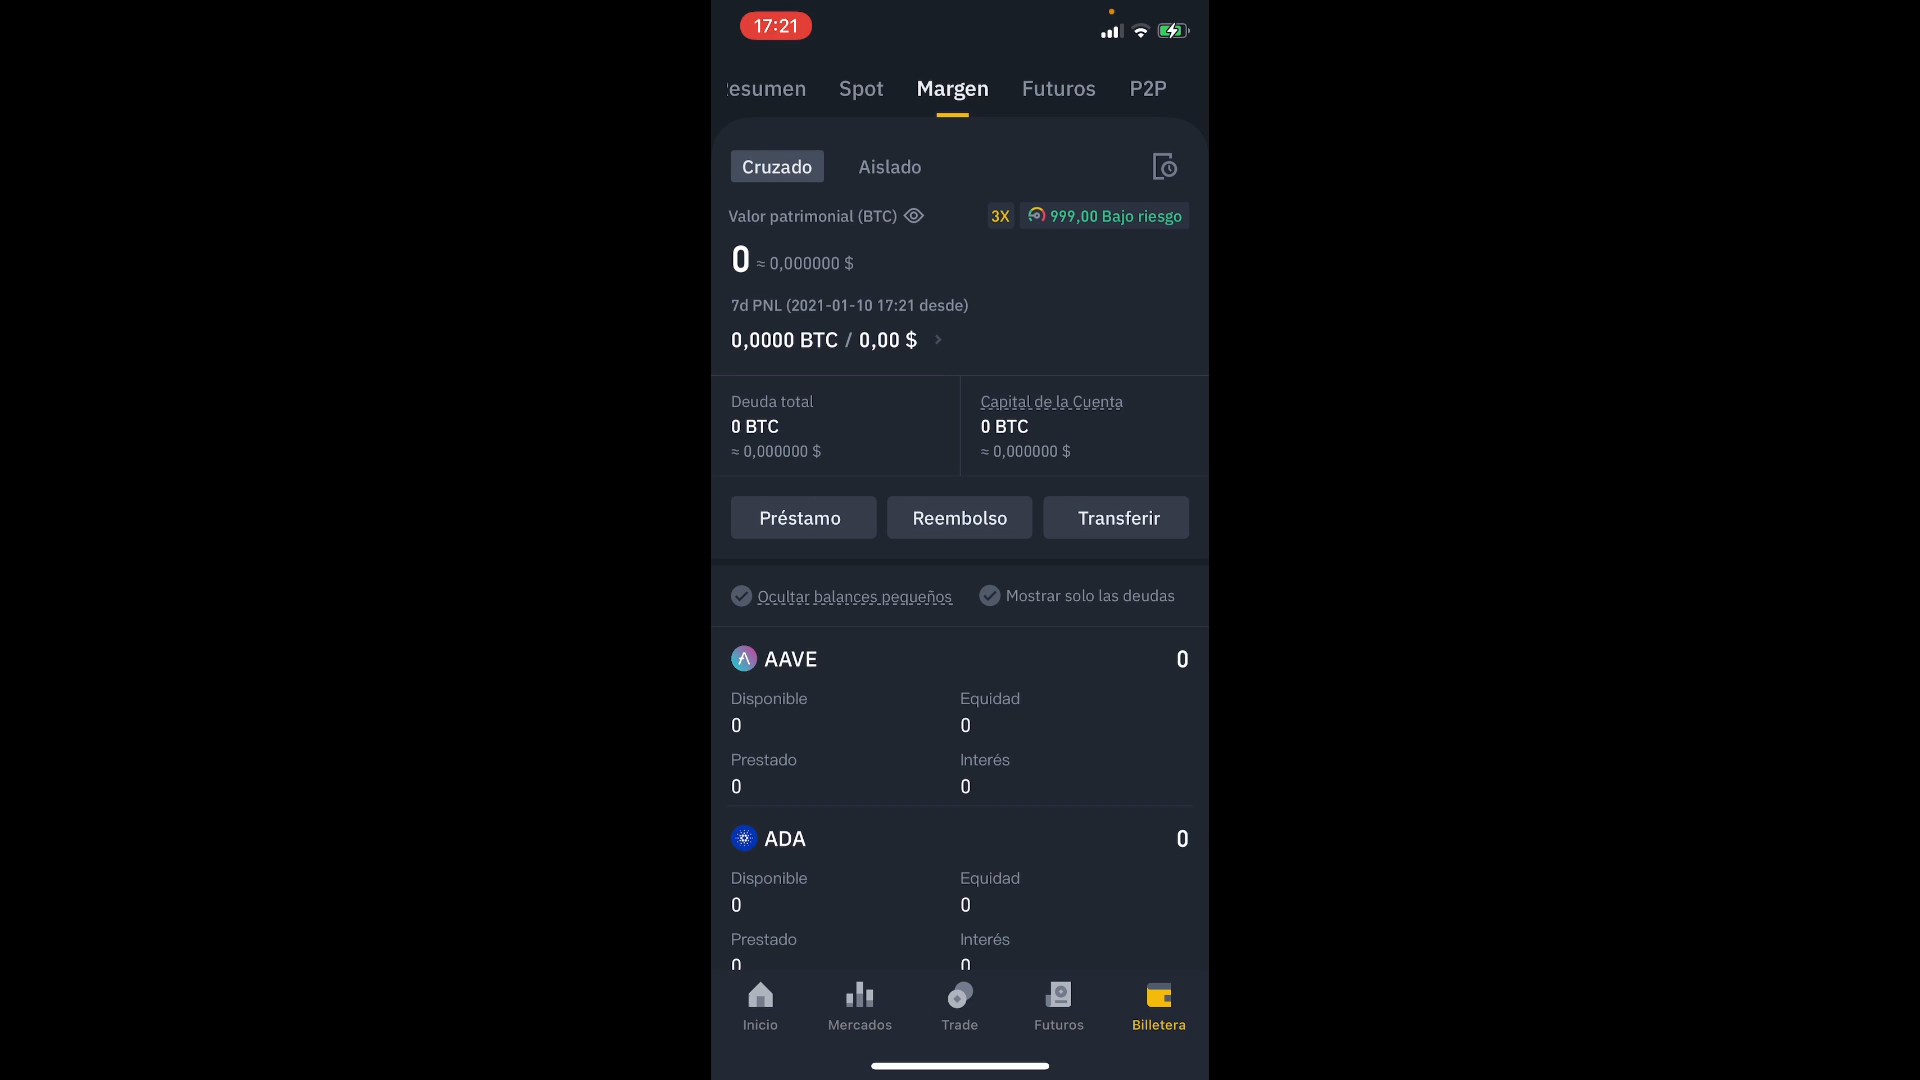 17:21
esumen Spot Margen Futuros P2P
Cruzado Aislado
Valor patrimonial (BTC) 3X 999,00 Bajo riesgo
0 ≈ 0,000000 $
7d PNL (2021-01-10 17:21 desde)
0,0000 BTC / 0,00 $
Deuda total Capital de la Cuenta
0 BTC 0 BTC
≈ 0,000000 $ ≈ 0,000000 $
Préstamo Reembolso Transferir
Ocultar balances pequeños Mostrar solo las deudas
AAVE 0
Disponible Equidad
0 0
Prestado Interés
0 0
ADA 0
Disponible Equidad
0 0
Prestado Interés
0 0
Inicio Mercados Trade Futuros Billetera